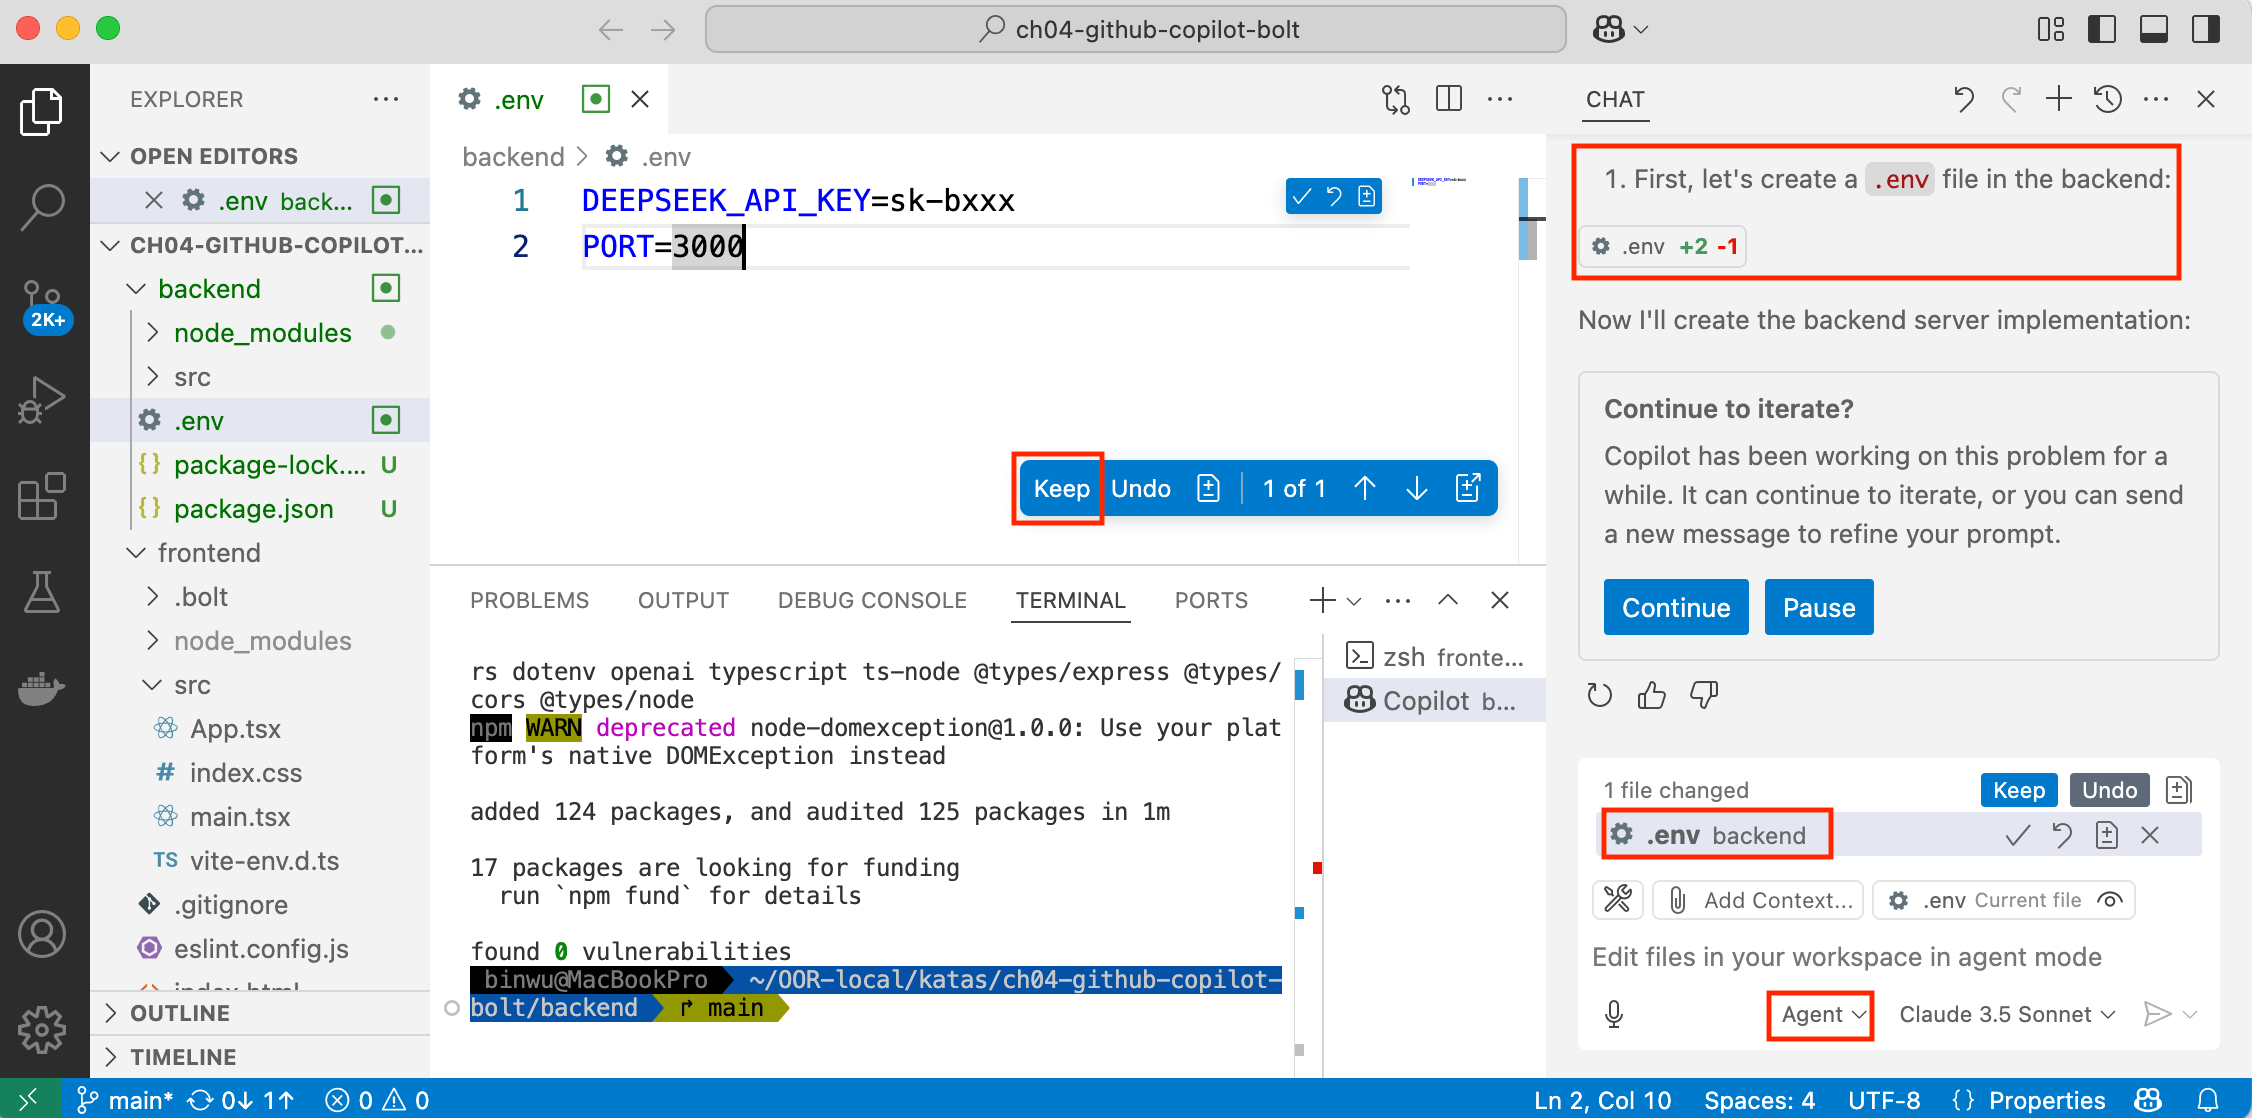 ch04-github-copilot-bolt
EXPLORER
OPEN EDITORS
.env back...
CH04-GITHUB-COPILOT...
backend
node_modules
src
.env
package-lock.... U
package.json U
frontend
.bolt
node_modules
src
App.tsx
# index.css
main.tsx
TS vite-env.d.ts
.gitignore
eslint.config.js
OUTLINE
TIMELINE
2K+
.env
backend > .env
1 DEEPSEEK_API_KEY=sk-bxxx
2 PORT=3000
Keep Undo 1 of 1
PROBLEMS OUTPUT DEBUG CONSOLE TERMINAL PORTS
rs dotenv openai typescript ts-node @types/express @types/
cors @types/node
npm WARN deprecated node-domexception@1.0.0: Use your plat
form's native DOMException instead
added 124 packages, and audited 125 packages in 1m
17 packages are looking for funding
run `npm fund` for details
found 0 vulnerabilities
binwu@MacBookPro ~/OOR-local/katas/ch04-github-copilot-
bolt/backend main
zsh fronte...
Copilot b...
CHAT
1. First, let's create a .env file in the backend:
.env +2 -1
Now I'll create the backend server implementation:
Continue to iterate?
Copilot has been working on this problem for a
while. It can continue to iterate, or you can send
a new message to refine your prompt.
Continue Pause
1 file changed Keep Undo
.env backend
Add Context... .env Current file
Edit files in your workspace in agent mode
Agent Claude 3.5 Sonnet
main* 0↓ 1↑ 0 0 Ln 2, Col 10 Spaces: 4 UTF-8 {} Properties